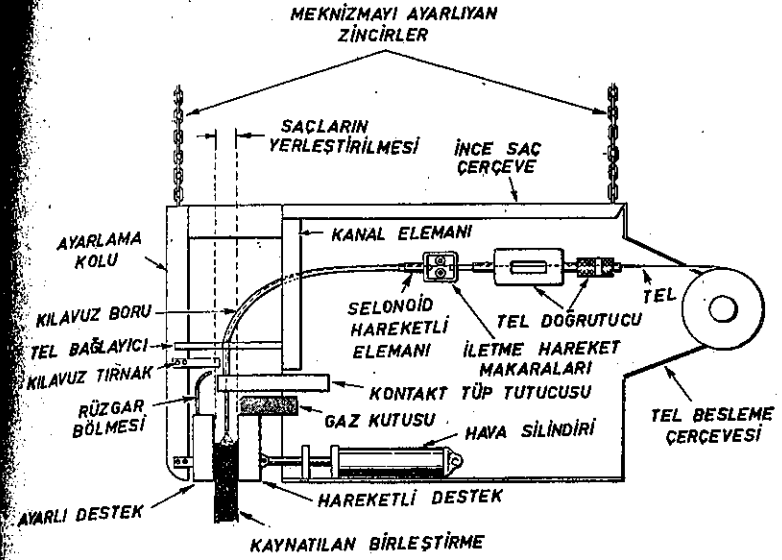 MEKNİZMAYI AYARLIYAN
ZİNCİRLER
SAÇLARIN
YERLEŞTİRİLMESİ
İNCE SAÇ
ÇERÇEVE
AYARLAMA
KOLU
KANAL ELEMANI
KILAVUZ BORU
SELONOİD
HAREKETLİ
ELEMANI
TEL DOĞRUTUCU
TEL
İLETME HAREKET
MAKARALARI
TEL BAĞLAYICI
KILAVUZ TIRNAK
KONTAKT TÜP TUTUCUSU
RÜZGAR
BÖLMESİ
GAZ KUTUSU
TEL BESLEME
ÇERÇEVESİ
HAVA SİLİNDİRİ
AYARLI DESTEK
HAREKETLİ DESTEK
KAYNATILAN BİRLEŞTİRME